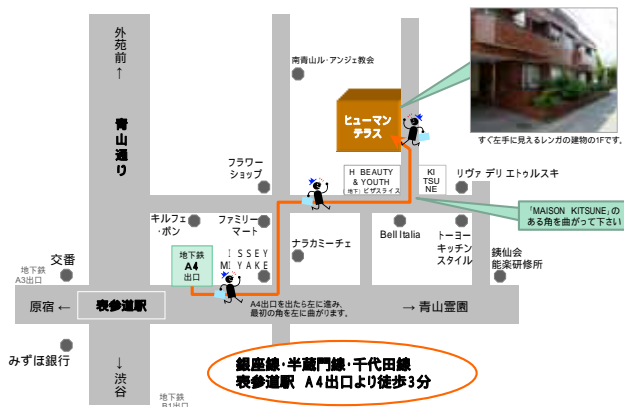 外苑前
↑
青山通り
南青山ル・アンジェ教会
ヒューマン
テラス
すぐ左手に見えるレンガの建物の1Fです。
フラワー
ショップ
H BEAUTY
& YOUTH
(地下)ピザスライス
KI
TSU
NE
リヴァ デリ エトゥルスキ
「MAISON KITSUNE」の
ある角を曲がって下さい
キルフェ
・ボン
ファミリー
マート
ISSEY
MIYAKE
ナラカミーチェ
Bell Italia
トーヨー
キッチン
スタイル
銕仙会
能楽研修所
交番
地下鉄
A3出口
地下鉄
A4
出口
A4出口を出たら左に進み、
最初の角を左に曲がります。
原宿 ←
表参道駅
→ 青山霊園
みずほ銀行
↓
渋谷
地下鉄
B1出口
銀座線・半蔵門線・千代田線
表参道駅 A4出口より徒歩3分